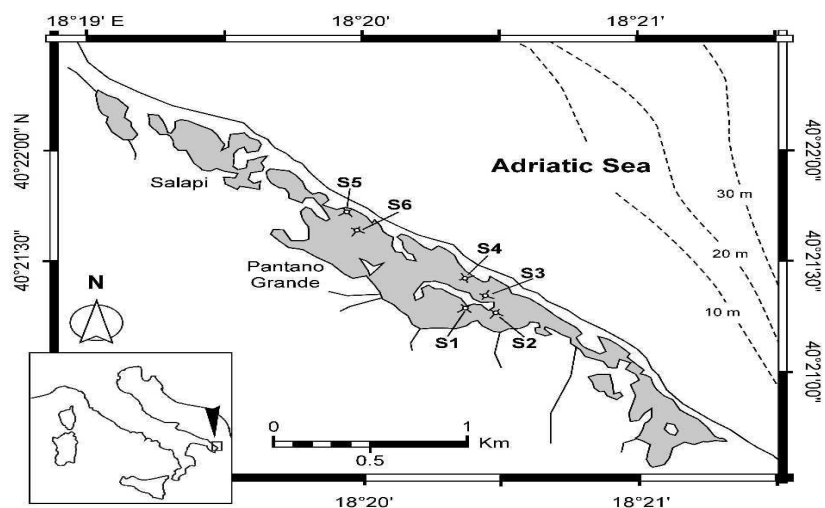 18°19' E
18°20'
18°21'
40°22'00" N
40°22'00"
Adriatic Sea
Salapi
S5
S6
30 m
40°21'30"
40°21'30"
S4
20 m
Pantano
Grande
S3
10 m
N
S1
S2
40°21'00"
0
1
Km
0.5
18°20'
18°21'